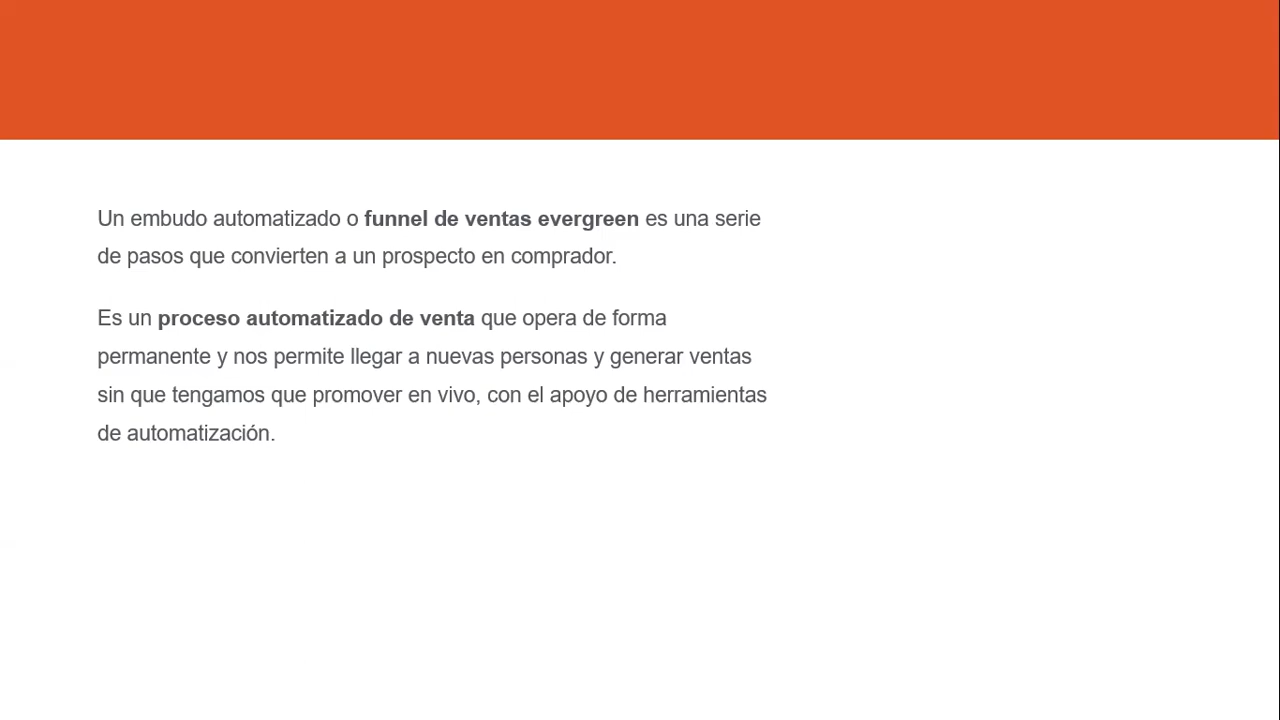 Un embudo automatizado o funnel de ventas evergreen es una serie
de pasos que convierten a un prospecto en comprador.
Es un proceso automatizado de venta que opera de forma
permanente y nos permite llegar a nuevas personas y generar ventas
sin que tengamos que promover en vivo, con el apoyo de herramientas
de automatización.